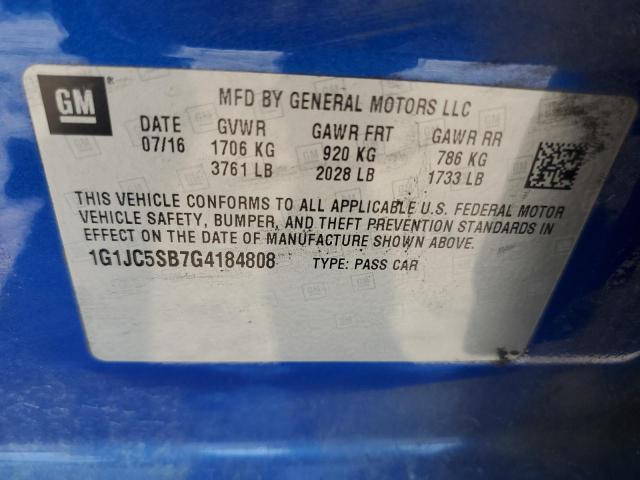 GM
MFD BY GENERAL MOTORS LLC
DATE GVWR GAWR FRT GAWR RR
07/16 1706 KG 920 KG 786 KG
3761 LB 2028 LB 1733 LB
THIS VEHICLE CONFORMS TO ALL APPLICABLE U.S. FEDERAL MOTOR
VEHICLE SAFETY, BUMPER, AND THEFT PREVENTION STANDARDS IN
EFFECT ON THE DATE OF MANUFACTURE SHOWN ABOVE.
1G1JC5SB7G4184808 TYPE: PASS CAR